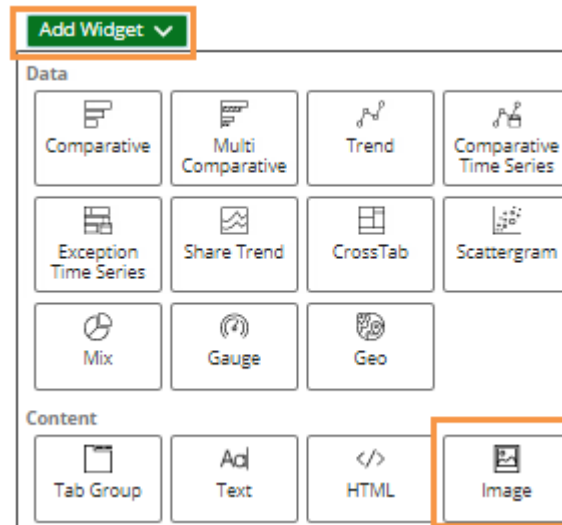 Add Widget
Data
Comparative
Multi
Comparative
Trend
Comparative
Time Series
Exception
Time Series
Share Trend
CrossTab
Scattergram
Mix
Gauge
Geo
Content
Tab Group
Aa
Text
</>
HTML
Image